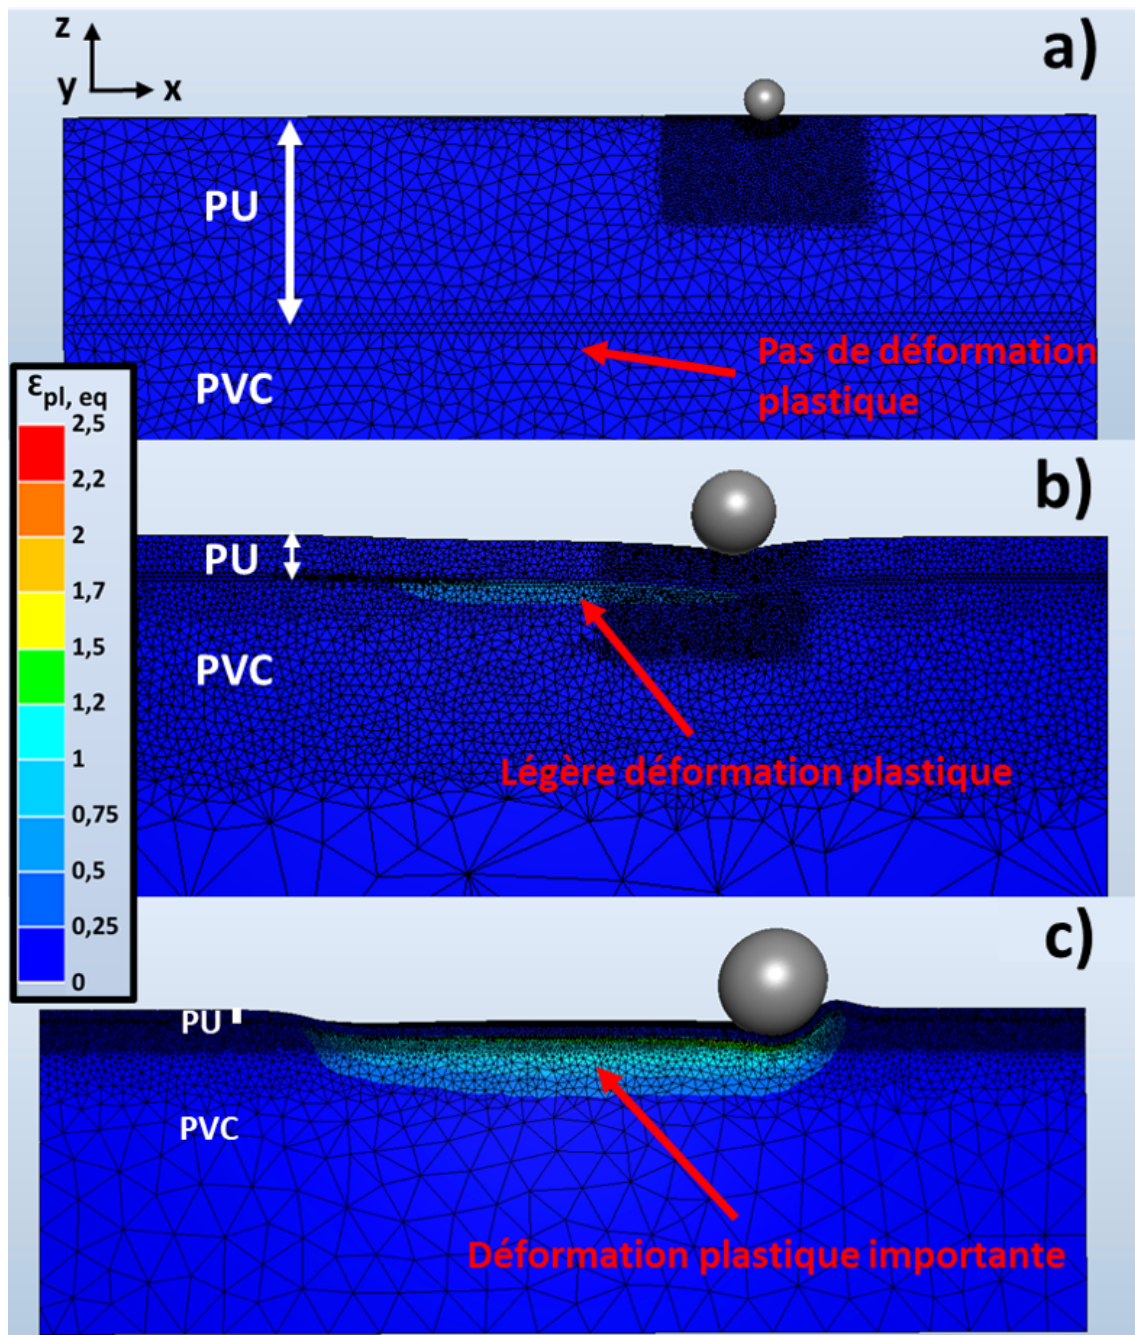 z
y
x
a)
PU
PVC
Pas de déformation
plastique
εpl, eq
2,5
2,2
2
1,7
1,5
1,2
1
0,75
0,5
0,25
0
b)
PU
PVC
Légère déformation plastique
c)
PU
PVC
Déformation plastique importante